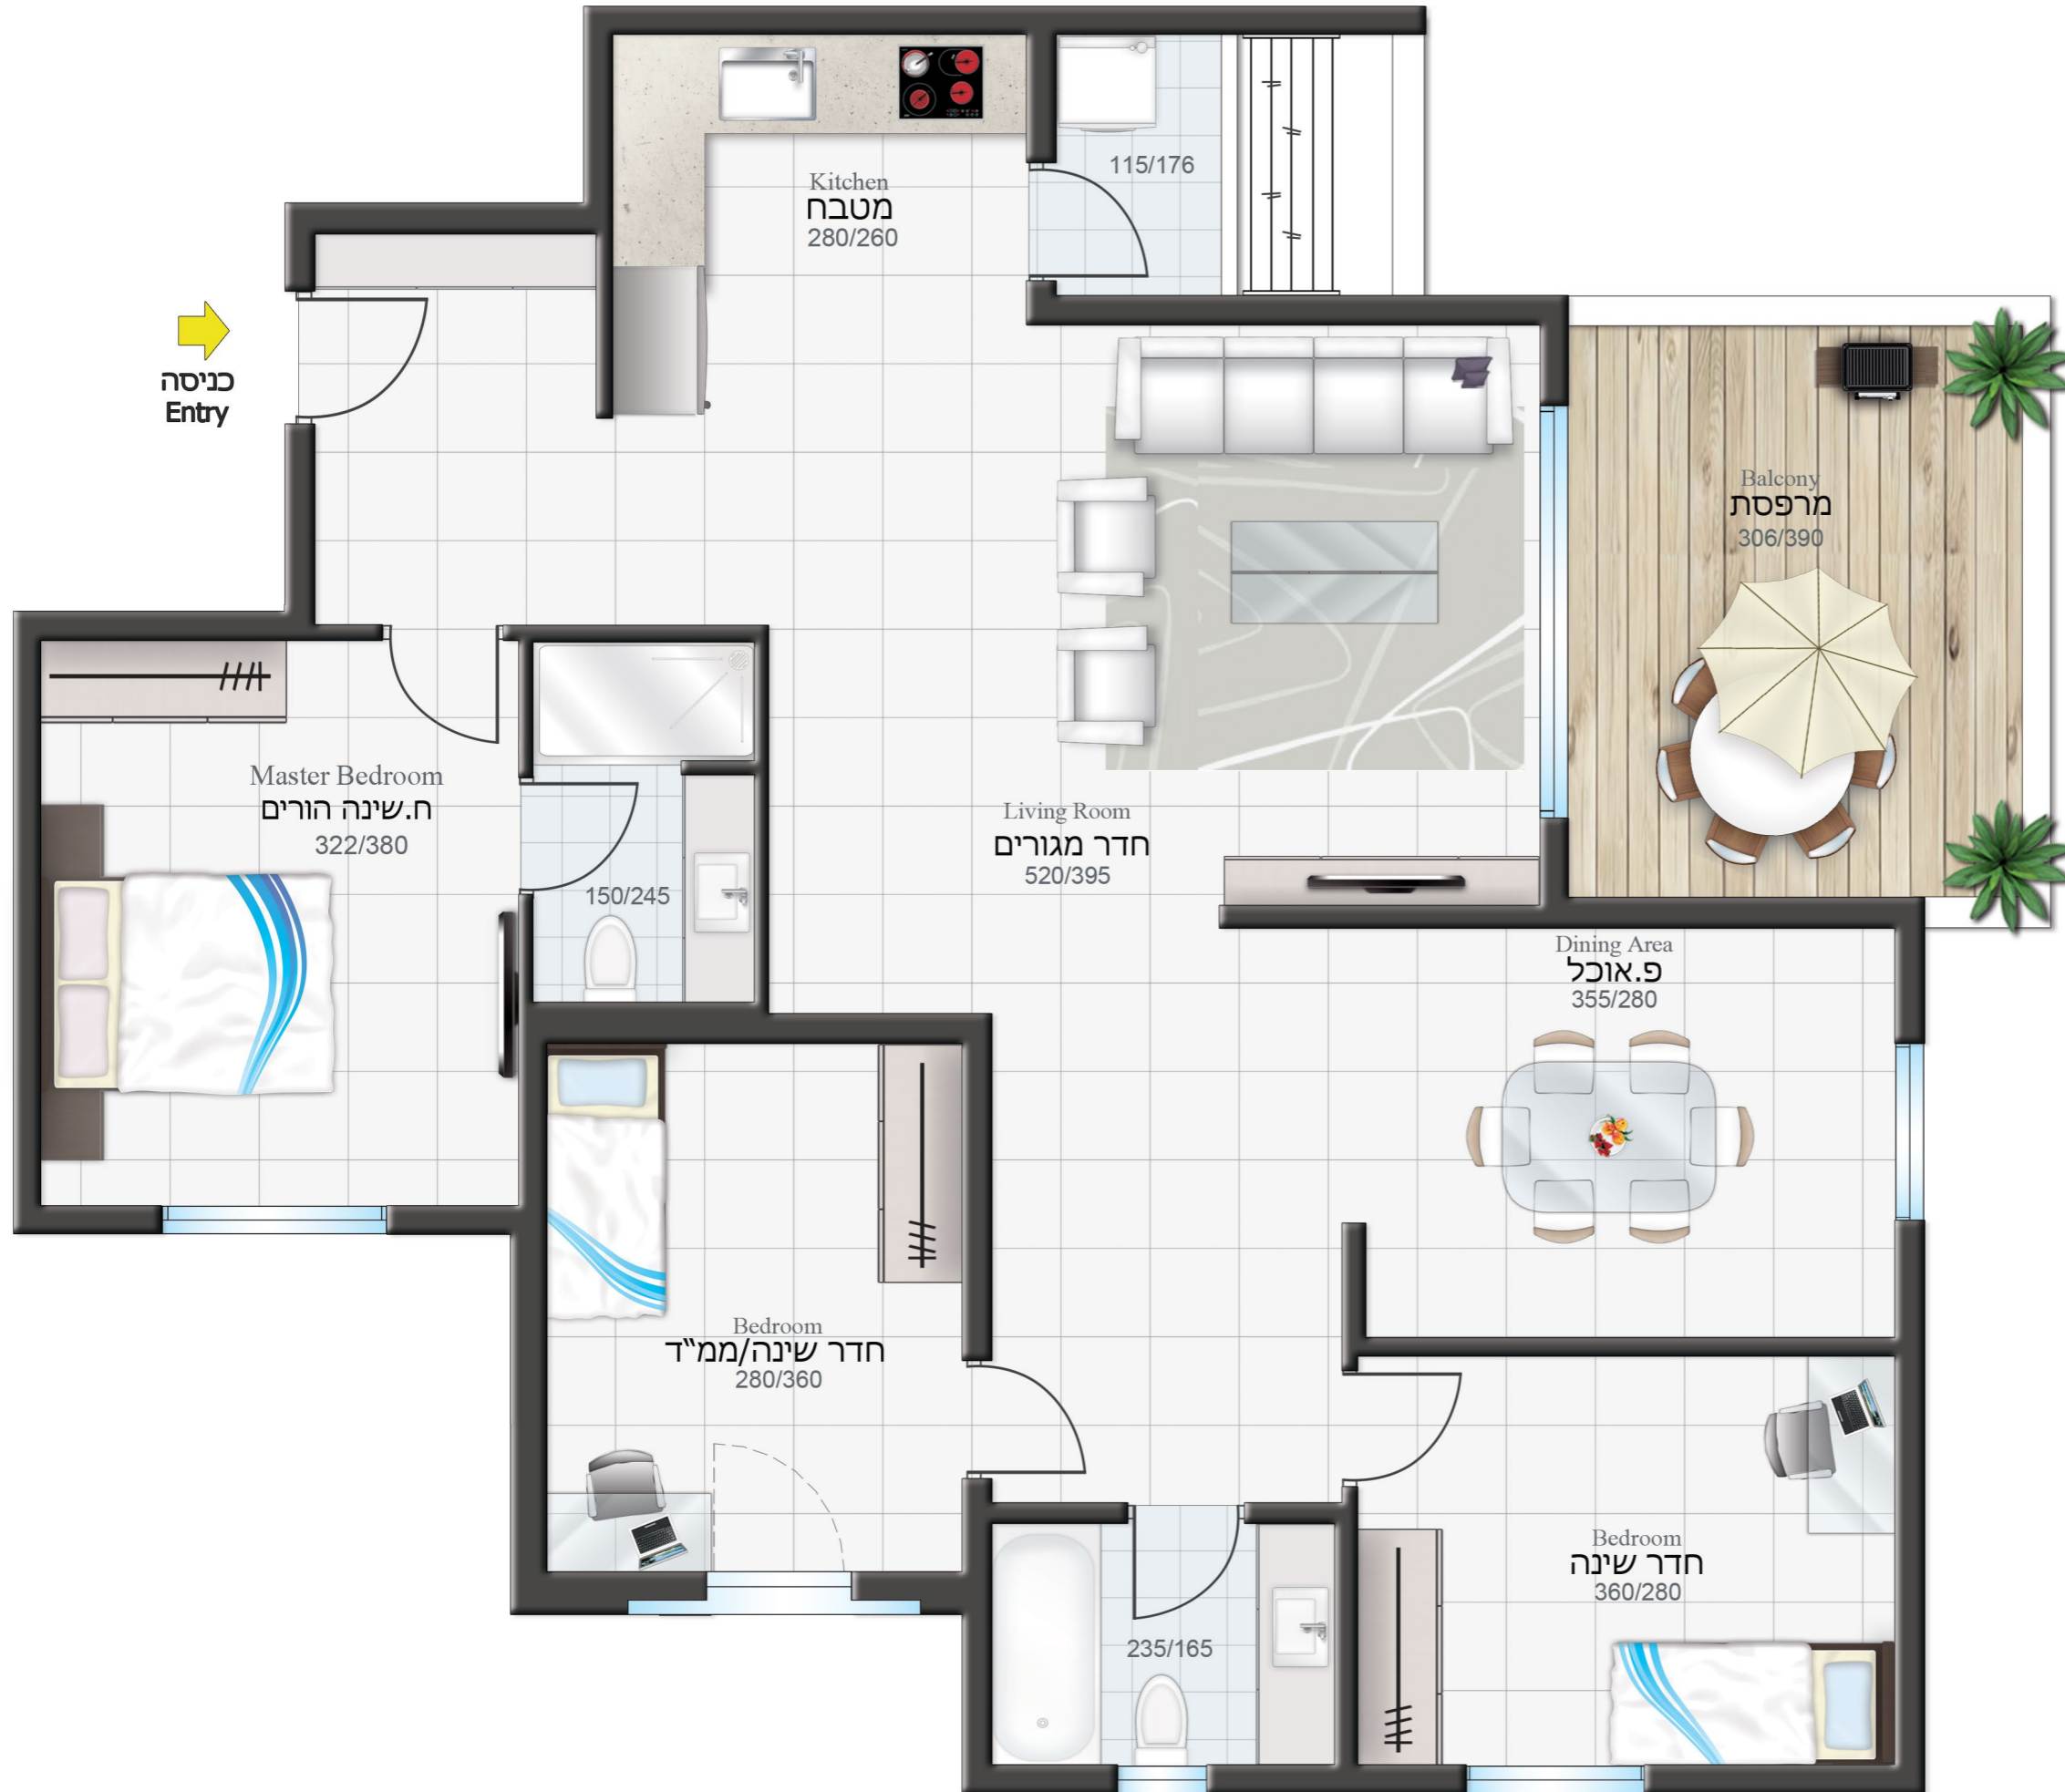 Kitchen
מטבח
280/260
115/176
כניסה
Entry
Balcony
מרפסת
306/390
Master Bedroom
ח.שינה הורים
322/380
150/245
Living Room
חדר מגורים
520/395
Dining Area
פ.אוכל
355/280
Bedroom
חדר שינה/ממ"ד
280/360
Bedroom
חדר שינה
360/280
235/165